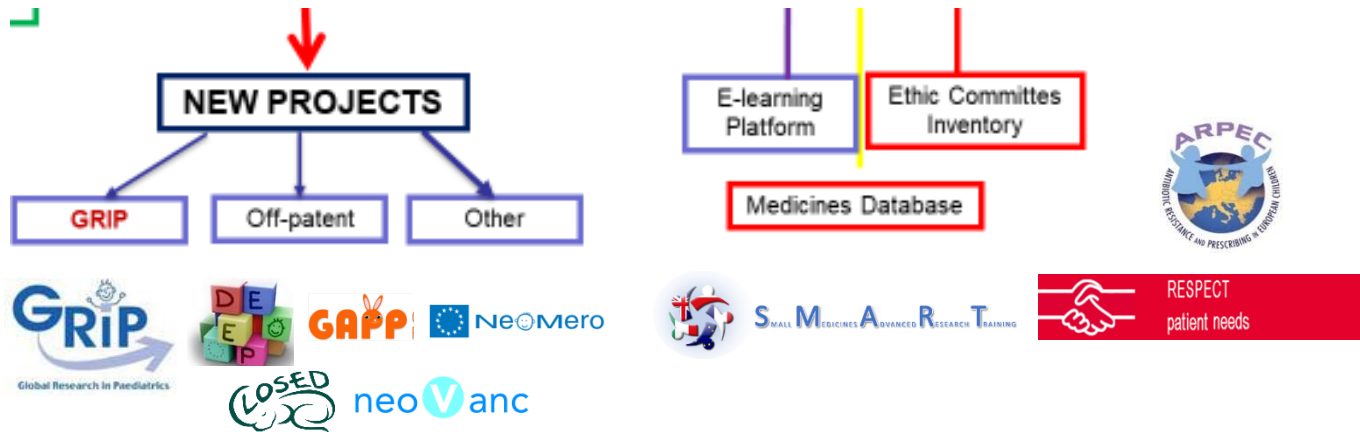 NEW PROJECTS
GRIP
Off-patent
Other
E-learning
Platform
Ethic Committes
Inventory
Medicines Database
ARPEC
ANTIBIOTIC RESISTANCE AND PRESCRIBING IN EUROPEAN CHILDREN
GRiP
Global Research in Paediatrics
DEEP
GAPP
NeoMero
SMALL MEDICINES ADVANCED RESEARCH TRAINING
RESPECT
patient needs
CLOSED
neoVanc